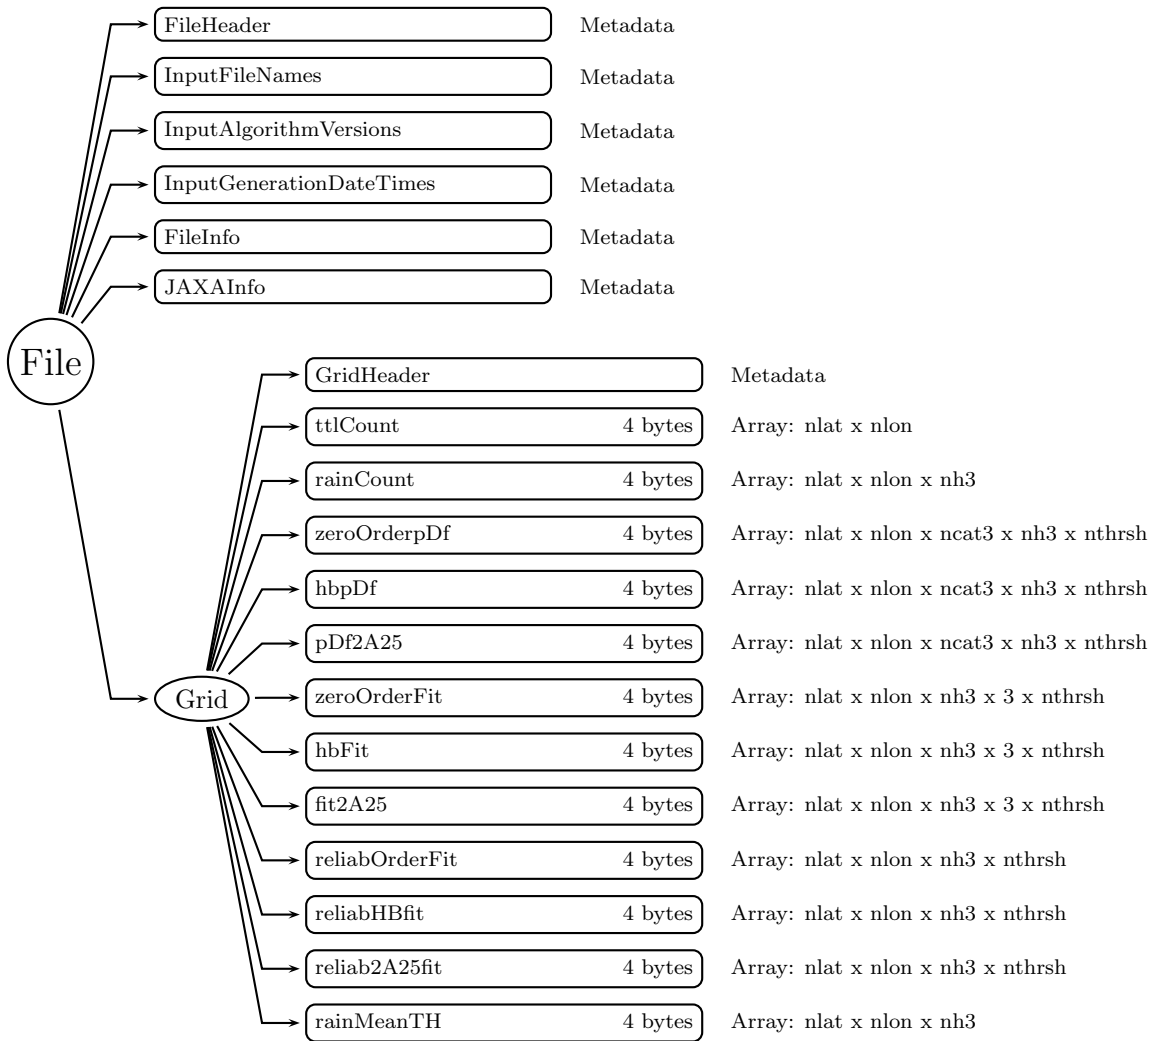 FileHeader Metadata
InputFileNames Metadata
InputAlgorithmVersions Metadata
InputGenerationDateTimes Metadata
FileInfo Metadata
JAXAInfo Metadata
File
GridHeader Metadata
ttlCount 4 bytes Array: nlat x nlon
rainCount 4 bytes Array: nlat x nlon x nh3
zeroOrderpDf 4 bytes Array: nlat x nlon x ncat3 x nh3 x nthrsh
hbpDf 4 bytes Array: nlat x nlon x ncat3 x nh3 x nthrsh
pDf2A25 4 bytes Array: nlat x nlon x ncat3 x nh3 x nthrsh
Grid
zeroOrderFit 4 bytes Array: nlat x nlon x nh3 x 3 x nthrsh
hbFit 4 bytes Array: nlat x nlon x nh3 x 3 x nthrsh
fit2A25 4 bytes Array: nlat x nlon x nh3 x 3 x nthrsh
reliabOrderFit 4 bytes Array: nlat x nlon x nh3 x nthrsh
reliabHBfit 4 bytes Array: nlat x nlon x nh3 x nthrsh
reliab2A25fit 4 bytes Array: nlat x nlon x nh3 x nthrsh
rainMeanTH 4 bytes Array: nlat x nlon x nh3